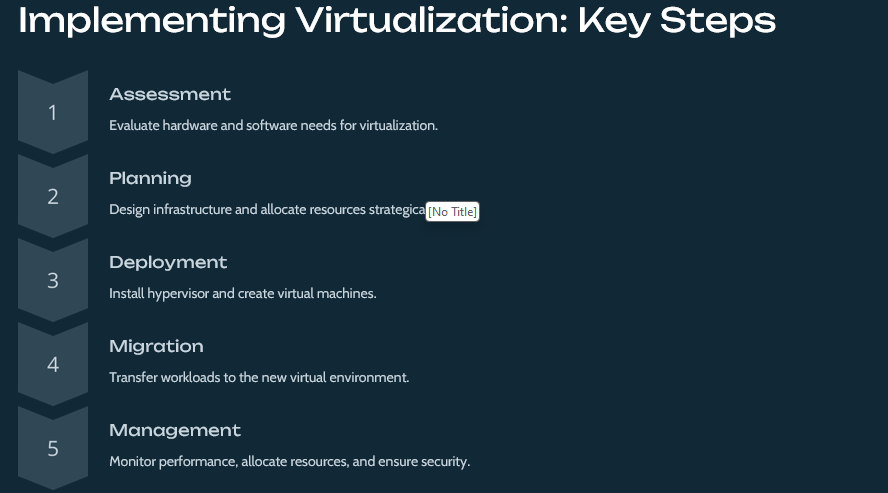 Implementing Virtualization: Key Steps
1
Assessment
Evaluate hardware and software needs for virtualization.
2
Planning
Design infrastructure and allocate resources strategica
[No Title]
3
Deployment
Install hypervisor and create virtual machines.
4
Migration
Transfer workloads to the new virtual environment.
5
Management
Monitor performance, allocate resources, and ensure security.